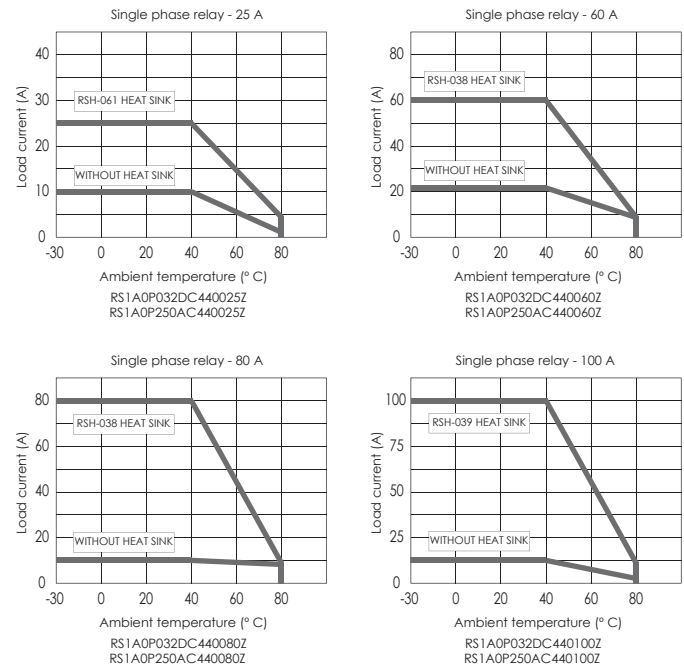 Single phase relay - 25 A
40
30
20
10
0
Load current (A)
RSH-061 HEAT SINK
WITHOUT HEAT SINK
-30 0 20 40 60 80
Ambient temperature (º C)
RS1A0P032DC440025Z
RS1A0P250AC440025Z
Single phase relay - 60 A
80
60
40
20
0
Load current (A)
RSH-038 HEAT SINK
WITHOUT HEAT SINK
-30 0 20 40 60 80
Ambient temperature (º C)
RS1A0P032DC440060Z
RS1A0P250AC440060Z
Single phase relay - 80 A
80
60
40
20
0
Load current (A)
RSH-038 HEAT SINK
WITHOUT HEAT SINK
-30 0 20 40 60 80
Ambient temperature (º C)
RS1A0P032DC440080Z
RS1A0P250AC440080Z
Single phase relay - 100 A
100
75
50
25
0
Load current (A)
RSH-039 HEAT SINK
WITHOUT HEAT SINK
-30 0 20 40 60 80
Ambient temperature (º C)
RS1A0P032DC440100Z
RS1A0P250AC440100Z